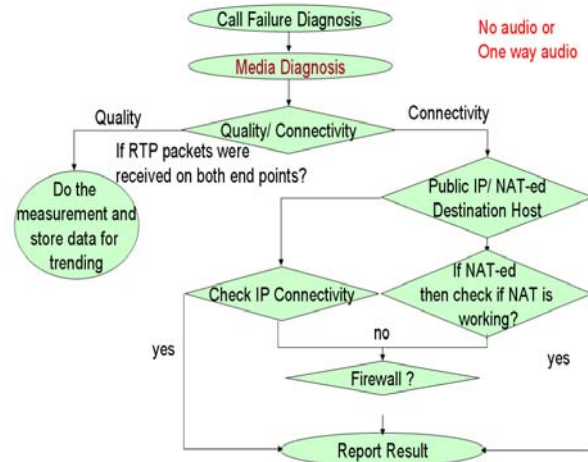 Call Failure Diagnosis
No audio or
One way audio
Media Diagnosis
Quality
Connectivity
Quality/ Connectivity
If RTP packets were
received on both end points?
Do the
measurement and
store data for
trending
Public IP/ NAT-ed
Destination Host
Check IP Connectivity
If NAT-ed
then check if NAT is
working?
yes
no
yes
Firewall ?
Report Result